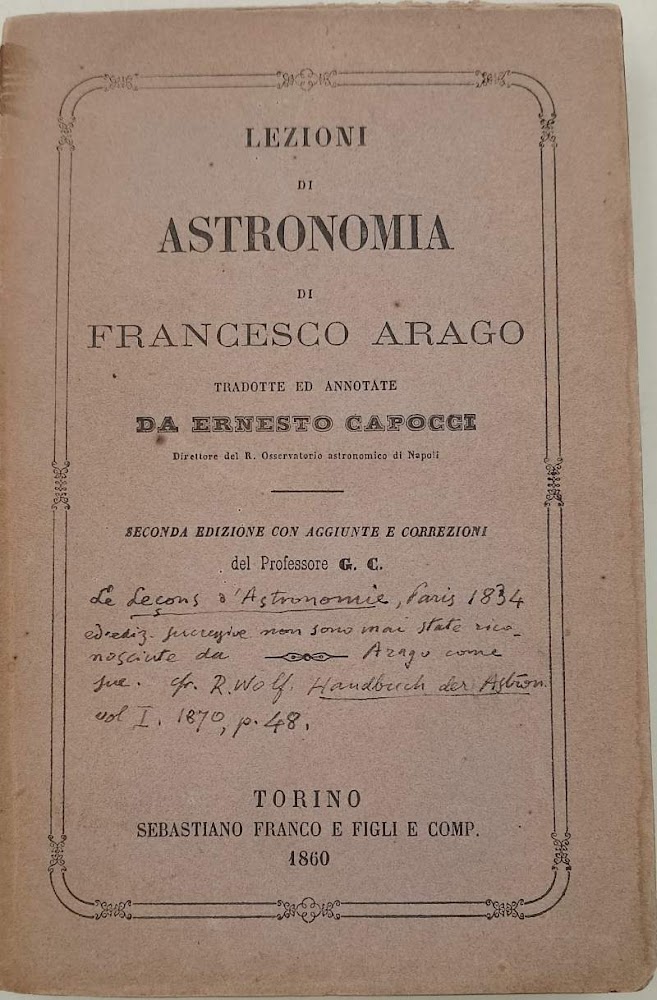 LEZIONI
DI
ASTRONOMIA
DI
FRANCESCO ARAGO
TRADOTTE ED ANNOTATE
DA ERNESTO CAPOCCI
Direttore del R. Osservatorio astronomico di Napoli
SECONDA EDIZIONE CON AGGIUNTE E CORREZIONI
del Professore G. C.
Le Leçons d'Astronomie, Paris 1834
ed ediz. successive non sono mai state rico-
nosciute da Arago come
sue. cfr. R. Wolf. Handbuch der Astron.
vol I. 1870, p. 48.
TORINO
SEBASTIANO FRANCO E FIGLI E COMP.
1860